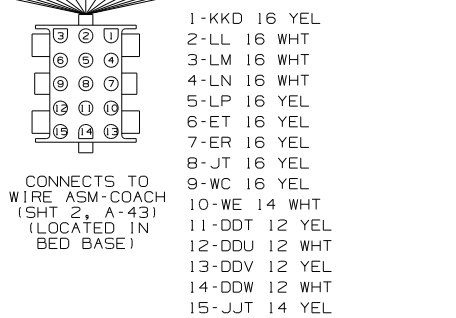 3 2 1
6 5 4
9 8 7
12 11 10
15 14 13
CONNECTS TO
WIRE ASM-COACH
(SHT 2, A-43)
(LOCATED IN
BED BASE)
1-KKD 16 YEL
2-LL 16 WHT
3-LM 16 WHT
4-LN 16 WHT
5-LP 16 YEL
6-ET 16 YEL
7-ER 16 YEL
8-JT 16 YEL
9-WC 16 YEL
10-WE 14 WHT
11-DDT 12 YEL
12-DDU 12 WHT
13-DDV 12 YEL
14-DDW 12 WHT
15-JJT 14 YEL